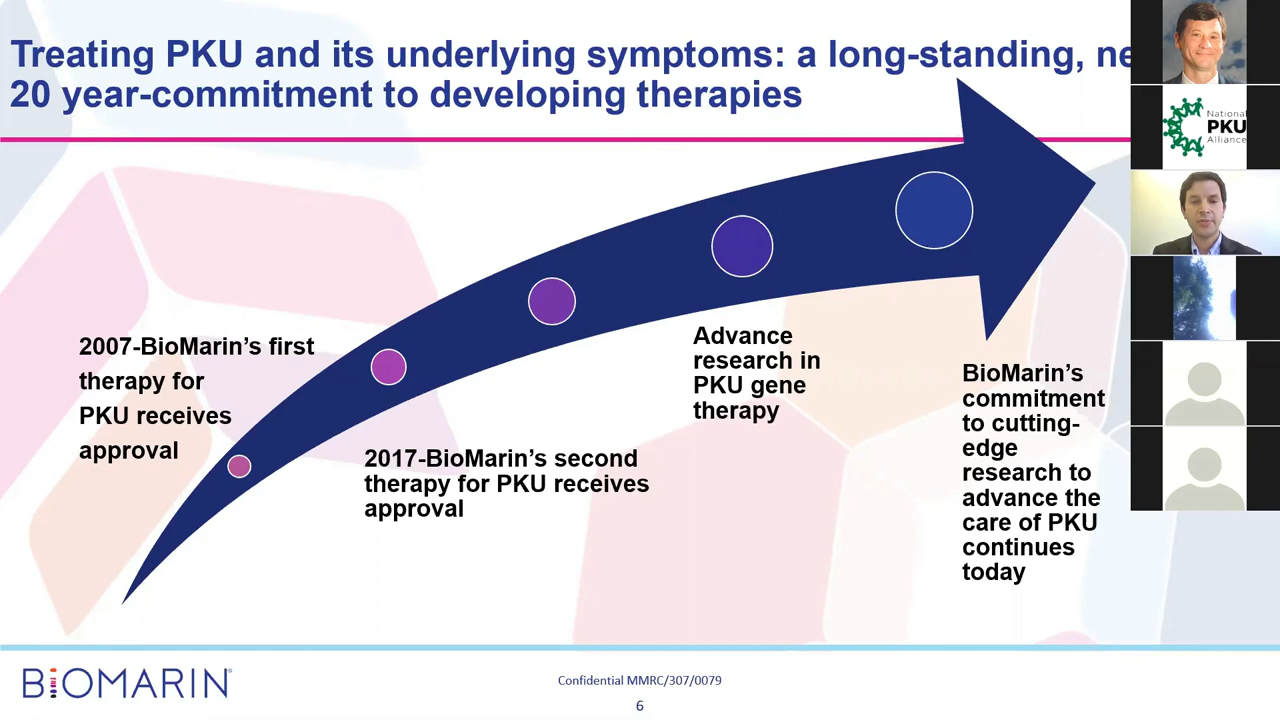 Treating PKU and its underlying symptoms: a long-standing, ne
20 year-commitment to developing therapies
National
PKU
Alliance
2007-BioMarin’s first
therapy for
PKU receives
approval
2017-BioMarin’s second
therapy for PKU receives
approval
Advance
research in
PKU gene
therapy
BioMarin’s
commitment
to cutting-
edge
research to
advance the
care of PKU
continues
today
BIOMARIN®
Confidential MMRC/307/0079
6